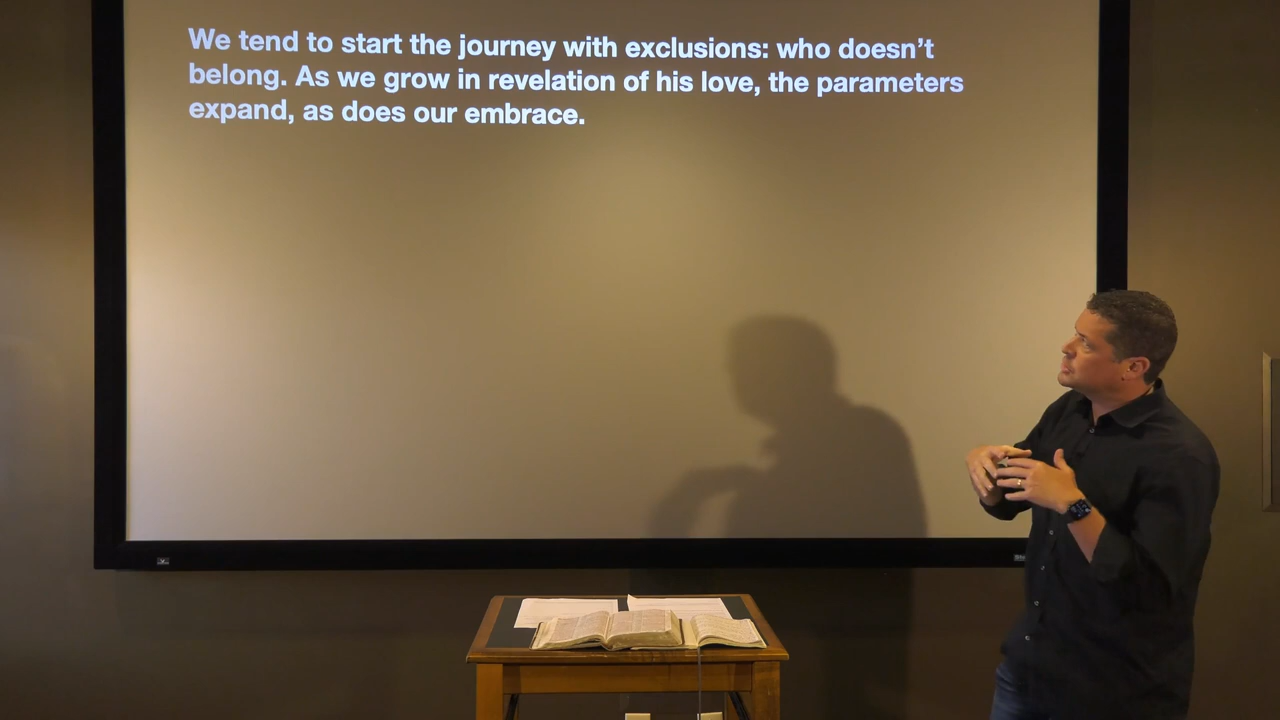 We tend to start the journey with exclusions: who doesn’t
belong. As we grow in revelation of his love, the parameters
expand, as does our embrace.